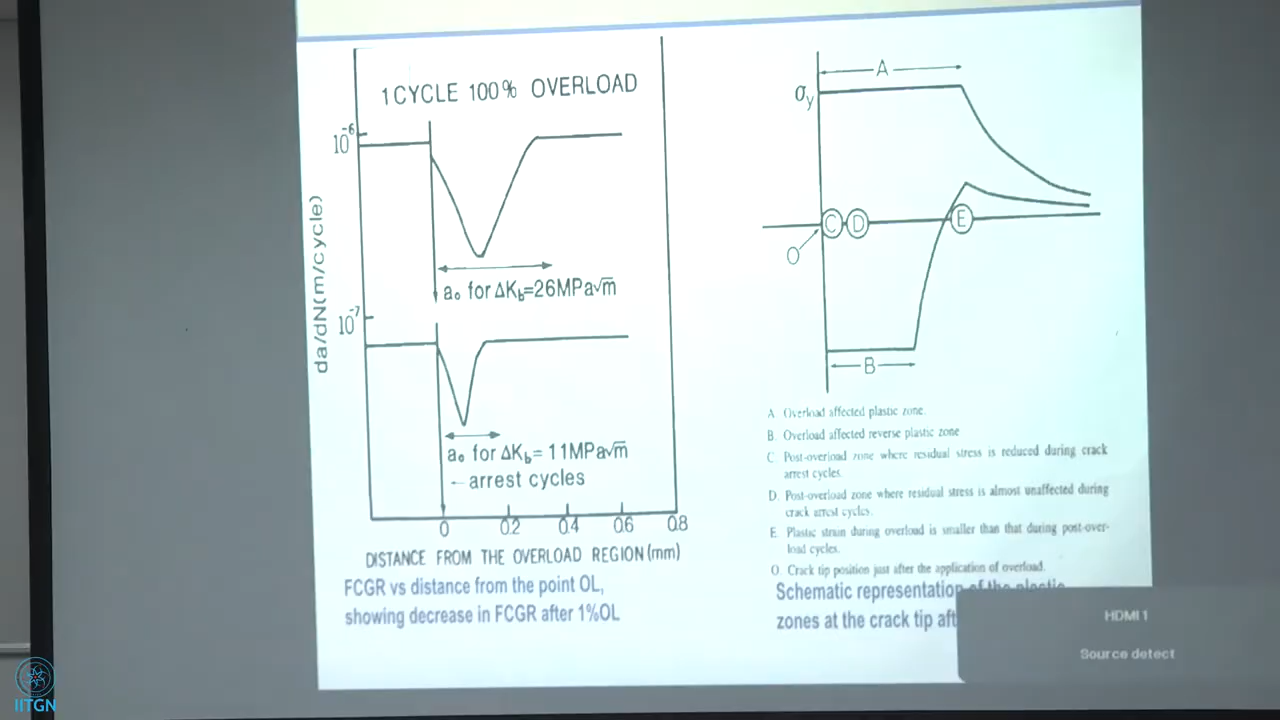 1 CYCLE 100% OVERLOAD
10⁻⁶
da/dN(m/cycle)
a₀ for ΔK_b=26MPa√m
10⁻⁷
a₀ for ΔK_b= 11MPa√m
← arrest cycles
0 0.2 0.4 0.6 0.8
DISTANCE FROM THE OVERLOAD REGION (mm)
FCGR vs distance from the point OL,
showing decrease in FCGR after 1%OL
A
σy
C D E
O
B
A Overload affected plastic zone.
B. Overload affected reverse plastic zone
C Post-overload zone where residual stress is reduced during crack
arrest cycles.
D. Post-overload zone where residual stress is almost unaffected during
crack arrest cycles.
E. Plastic strain during overload is smaller than that during post-over-
load cycles.
O. Crack tip position just after the application of overload.
Schematic representation of the plastic
zones at the crack tip aft
HDMI 1
Source detect
IITGN